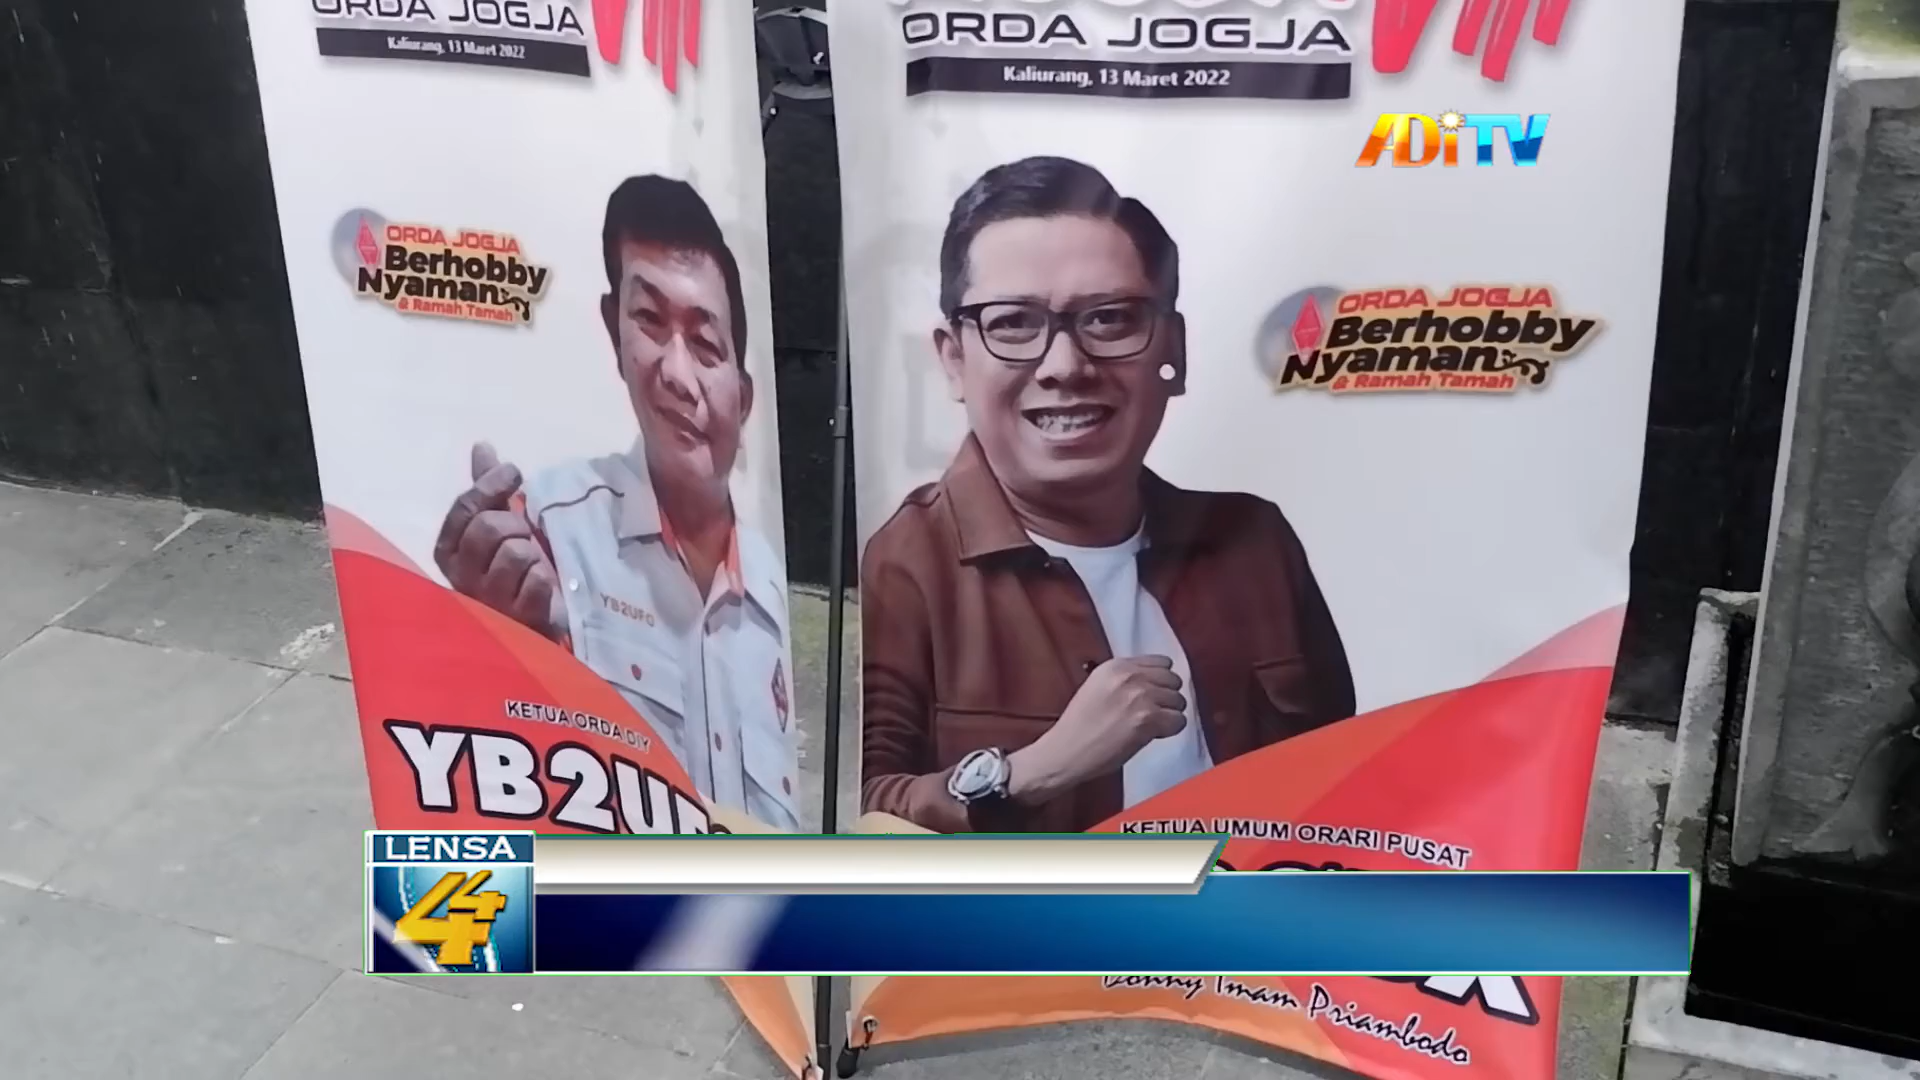 ORDA JOGJA
Kaliurang, 13 Maret 2022
ORDA JOGJA
Berhobby
Nyaman
& Ramah Tamah
YB2UFO
KETUA ORDA DIY
ORDA JOGJA
Kaliurang, 13 Maret 2022
ADiTV
ORDA JOGJA
Berhobby
Nyaman
& Ramah Tamah
KETUA UMUM ORARI PUSAT
Donny Imam Priambodo
LENSA
44